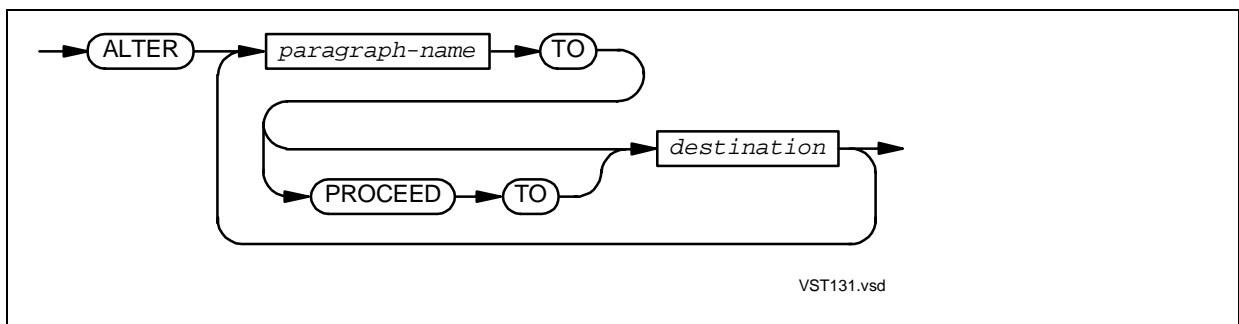 ALTER paragraph-name TO
destination
PROCEED TO
VST131.vsd